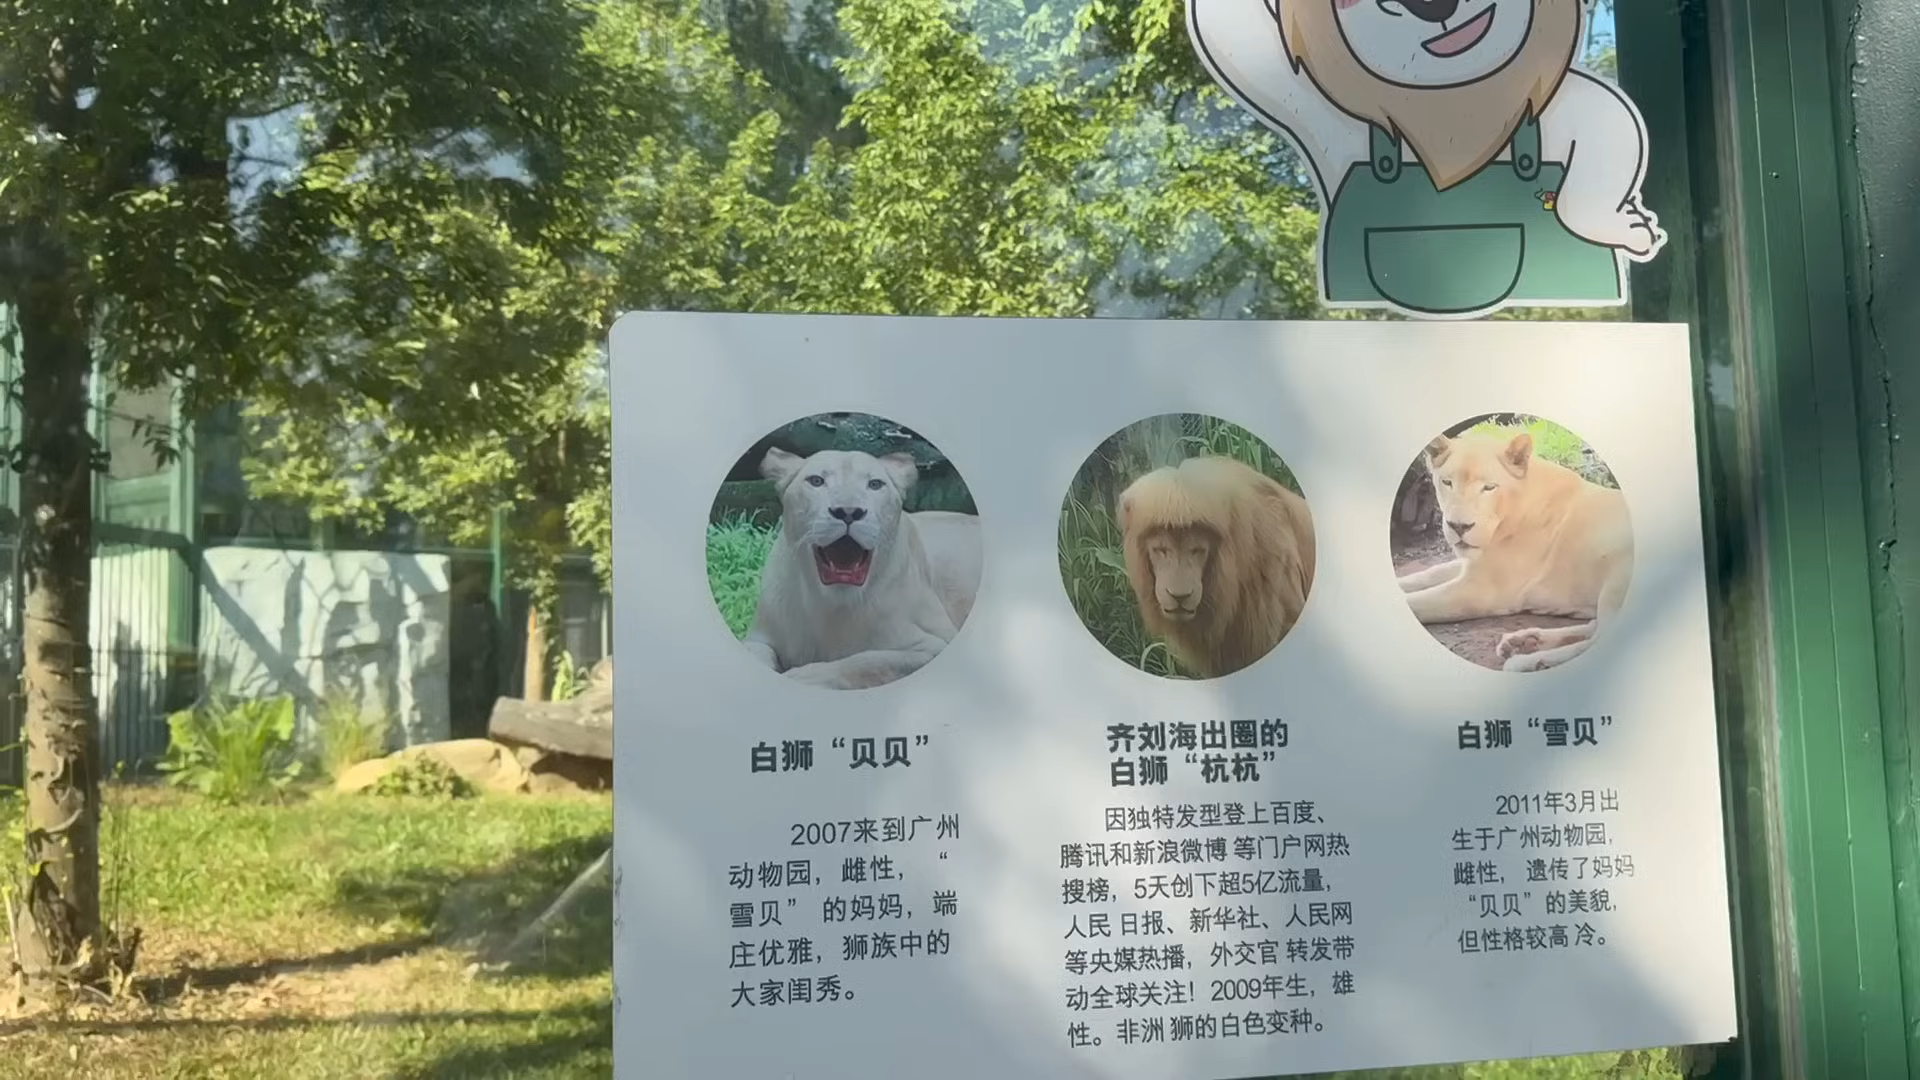 白狮“贝贝”
2007来到广州
动物园，雌性，“
雪贝”的妈妈，端
庄优雅，狮族中的
大家闺秀。
齐刘海出圈的
白狮“杭杭”
因独特发型登上百度、
腾讯和新浪微博 等门户网热
搜榜，5天创下超5亿流量，
人民 日报、新华社、人民网
等央媒热播，外交官 转发带
动全球关注！2009年生，雄
性。非洲 狮的白色变种。
白狮“雪贝”
2011年3月出
生于广州动物园，
雌性，遗传了妈妈
“贝贝”的美貌，
但性格较高 冷。